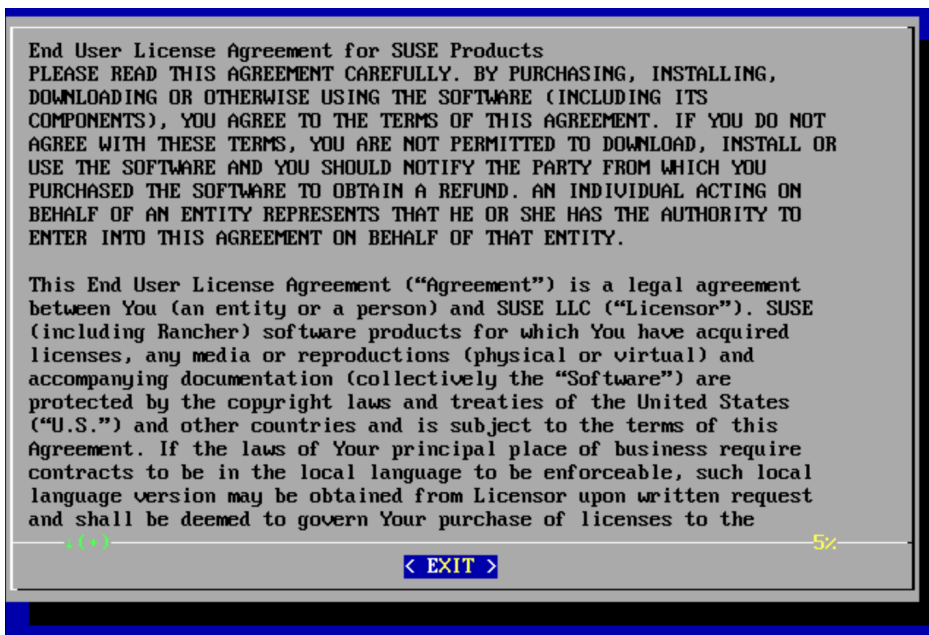 End User License Agreement for SUSE Products
PLEASE READ THIS AGREEMENT CAREFULLY. BY PURCHASING, INSTALLING,
DOWNLOADING OR OTHERWISE USING THE SOFTWARE (INCLUDING ITS
COMPONENTS), YOU AGREE TO THE TERMS OF THIS AGREEMENT. IF YOU DO NOT
AGREE WITH THESE TERMS, YOU ARE NOT PERMITTED TO DOWNLOAD, INSTALL OR
USE THE SOFTWARE AND YOU SHOULD NOTIFY THE PARTY FROM WHICH YOU
PURCHASED THE SOFTWARE TO OBTAIN A REFUND. AN INDIVIDUAL ACTING ON
BEHALF OF AN ENTITY REPRESENTS THAT HE OR SHE HAS THE AUTHORITY TO
ENTER INTO THIS AGREEMENT ON BEHALF OF THAT ENTITY.
This End User License Agreement (“Agreement”) is a legal agreement
between You (an entity or a person) and SUSE LLC (“Licensor”). SUSE
(including Rancher) software products for which You have acquired
licenses, any media or reproductions (physical or virtual) and
accompanying documentation (collectively the “Software”) are
protected by the copyright laws and treaties of the United States
(“U.S.”) and other countries and is subject to the terms of this
Agreement. If the laws of Your principal place of business require
contracts to be in the local language to be enforceable, such local
language version may be obtained from Licensor upon written request
and shall be deemed to govern Your purchase of licenses to the
↓(+) 5%
< EXIT >